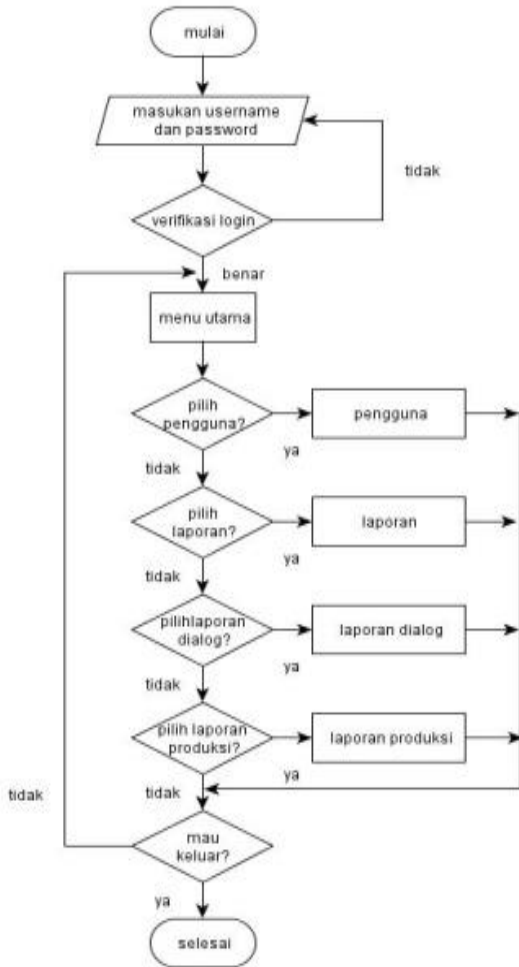 mulai
masukan username
dan password
tidak
verifikasi login
benar
menu utama
pilih
pengguna?
pengguna
ya
tidak
pilih
laporan?
laporan
ya
tidak
pilihlaporan
dialog?
laporan dialog
ya
tidak
pilih laporan
produksi?
laporan produksi
ya
tidak
tidak
mau
keluar?
ya
selesai